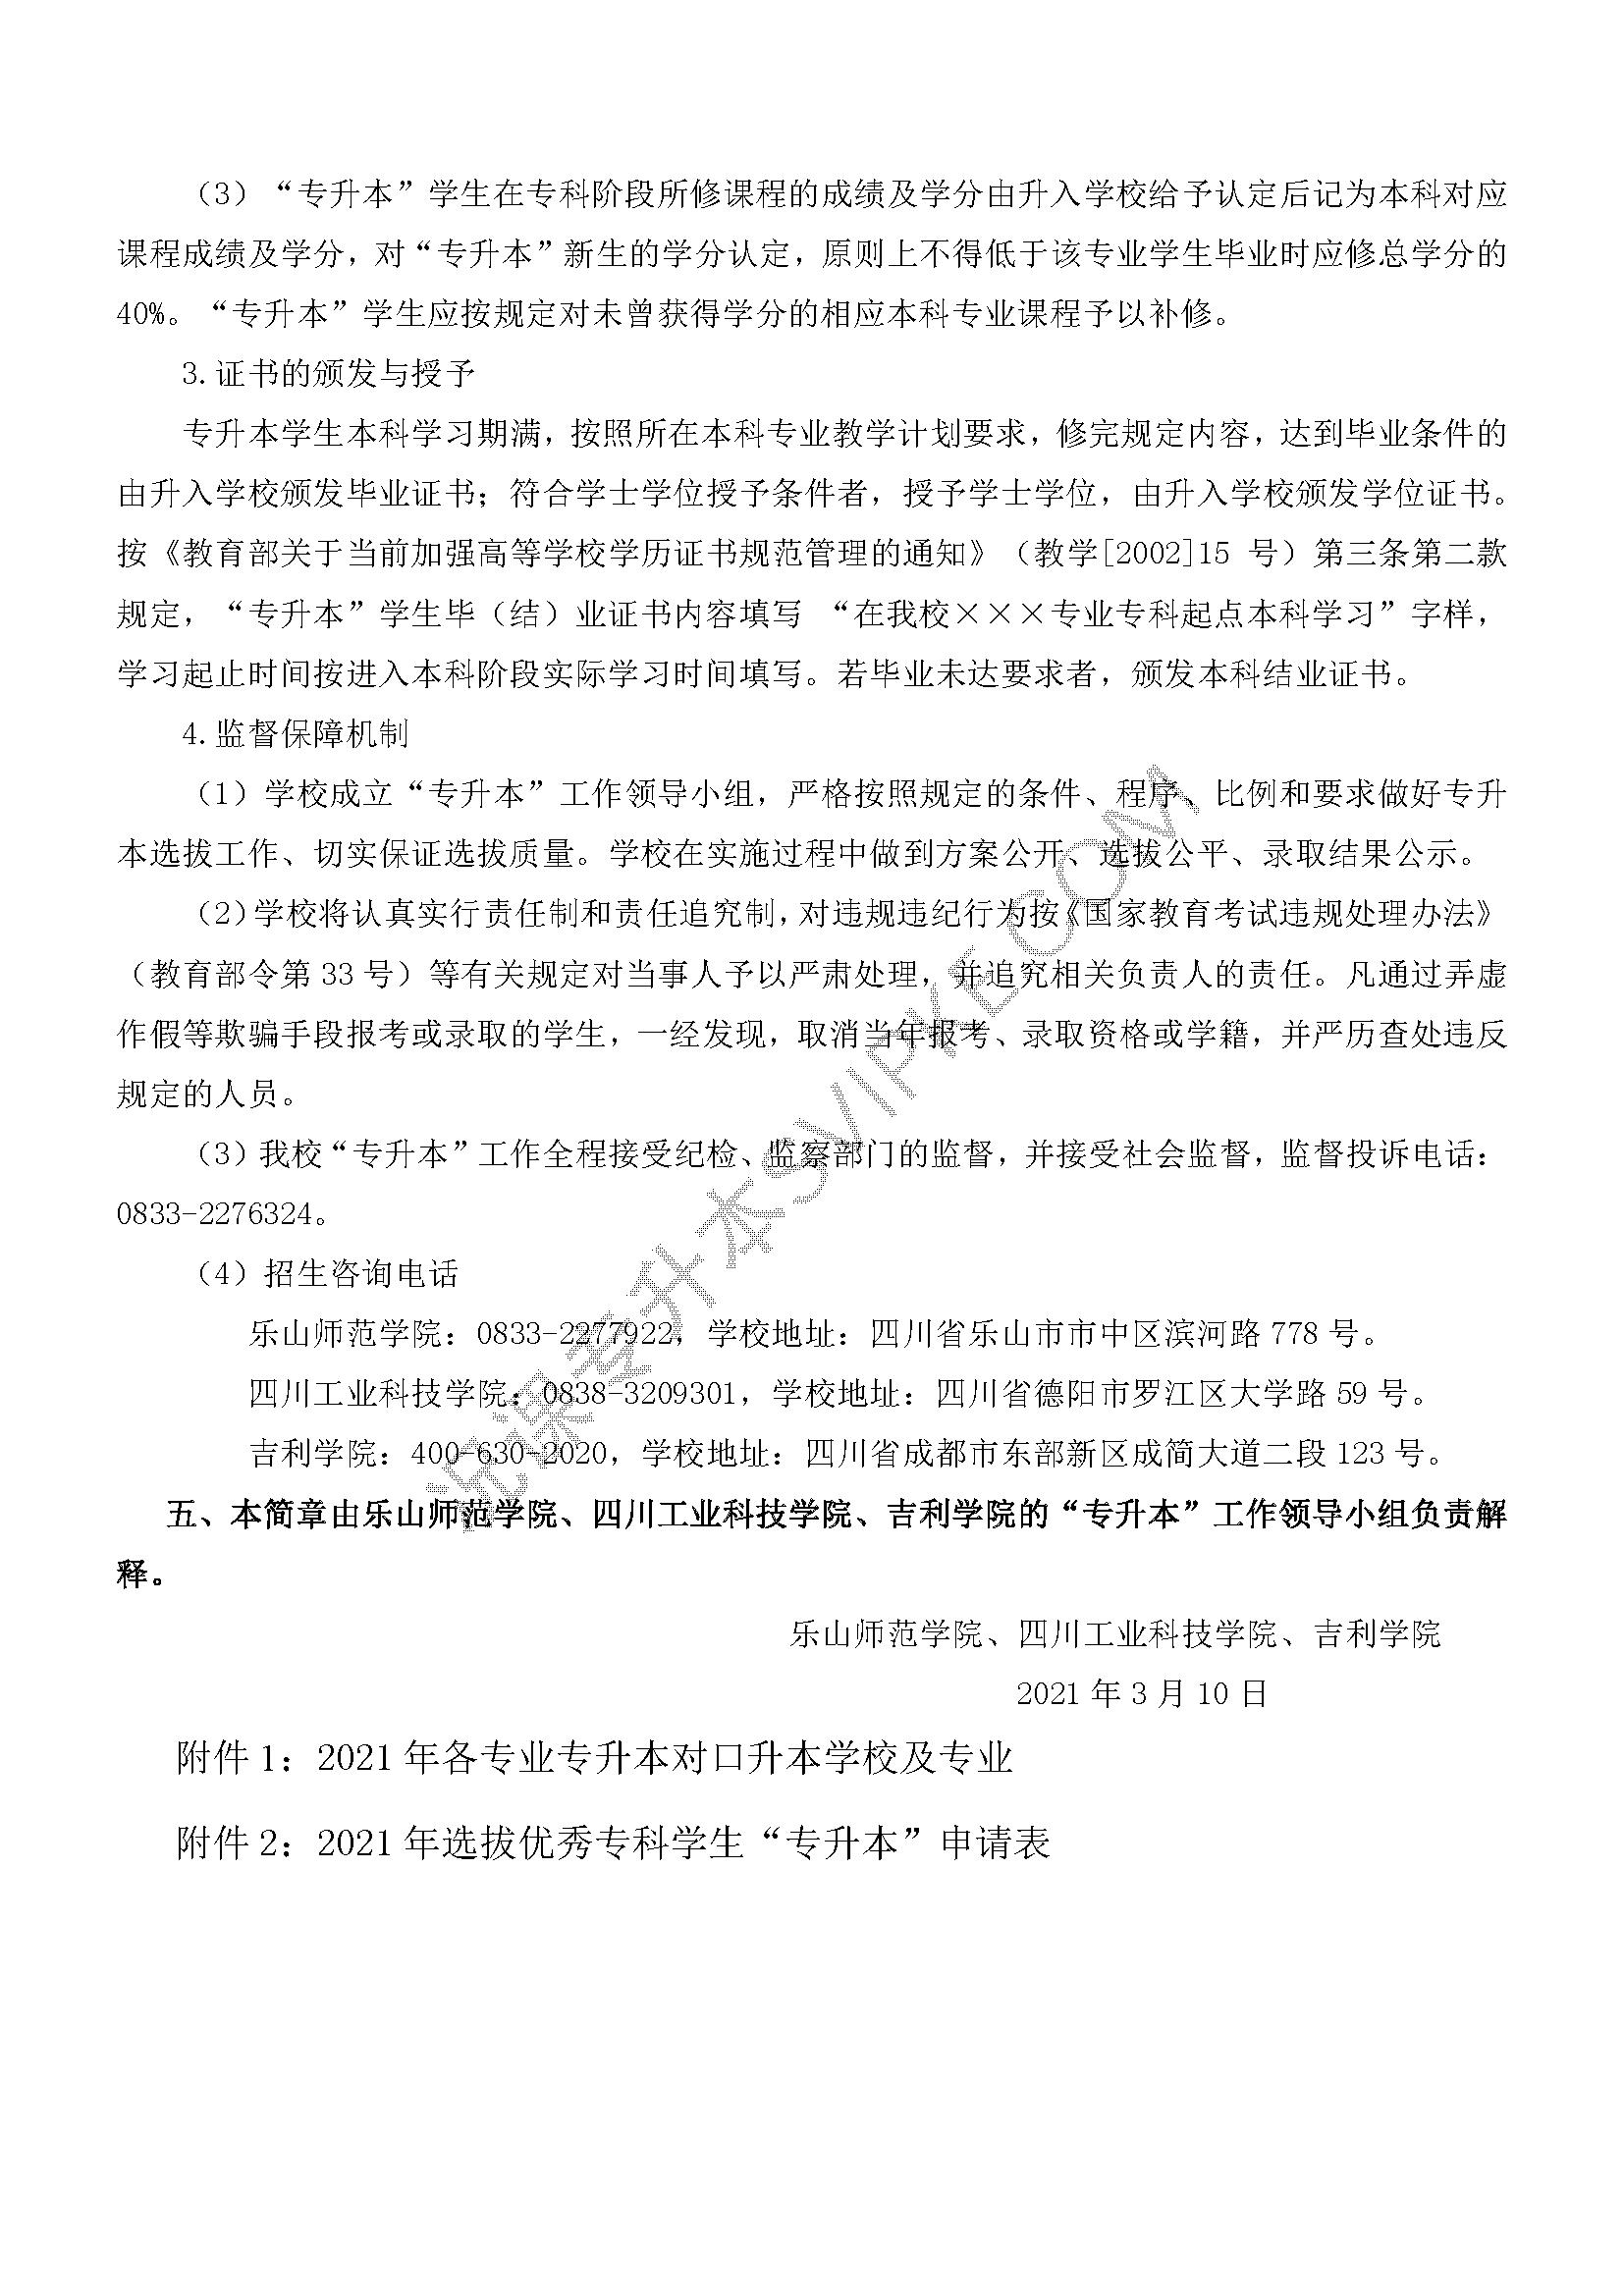 （3）“专升本”学生在专科阶段所修课程的成绩及学分由升入学校给予认定后记为本科对应
课程成绩及学分，对“专升本”新生的学分认定，原则上不得低于该专业学生毕业时应修总学分的
40%。“专升本”学生应按规定对未曾获得学分的相应本科专业课程予以补修。
3.证书的颁发与授予
专升本学生本科学习期满，按照所在本科专业教学计划要求，修完规定内容，达到毕业条件的
由升入学校颁发毕业证书；符合学士学位授予条件者，授予学士学位，由升入学校颁发学位证书。
按《教育部关于当前加强高等学校学历证书规范管理的通知》（教学[2002]15 号）第三条第二款
规定，“专升本”学生毕（结）业证书内容填写 “在我校×××专业专科起点本科学习”字样，
学习起止时间按进入本科阶段实际学习时间填写。若毕业未达要求者，颁发本科结业证书。
4.监督保障机制
（1）学校成立“专升本”工作领导小组，严格按照规定的条件、程序、比例和要求做好专升
本选拔工作、切实保证选拔质量。学校在实施过程中做到方案公开、选拔公平、录取结果公示。
（2）学校将认真实行责任制和责任追究制，对违规违纪行为按《国家教育考试违规处理办法》
（教育部令第 33 号）等有关规定对当事人予以严肃处理，并追究相关负责人的责任。凡通过弄虚
作假等欺骗手段报考或录取的学生，一经发现，取消当年报考、录取资格或学籍，并严历查处违反
规定的人员。
（3）我校“专升本”工作全程接受纪检、监察部门的监督，并接受社会监督，监督投诉电话：
0833-2276324。
（4）招生咨询电话
乐山师范学院：0833-2277922，学校地址：四川省乐山市市中区滨河路 778 号。
四川工业科技学院：0838-3209301，学校地址：四川省德阳市罗江区大学路 59 号。
吉利学院：400-630-2020，学校地址：四川省成都市东部新区成简大道二段 123 号。
五、本简章由乐山师范学院、四川工业科技学院、吉利学院的“专升本”工作领导小组负责解
释。
乐山师范学院、四川工业科技学院、吉利学院
2021 年 3 月 10 日
附件 1：2021 年各专业专升本对口升本学校及专业
附件 2：2021 年选拔优秀专科学生“专升本”申请表
课专升本SVIPKE.COM